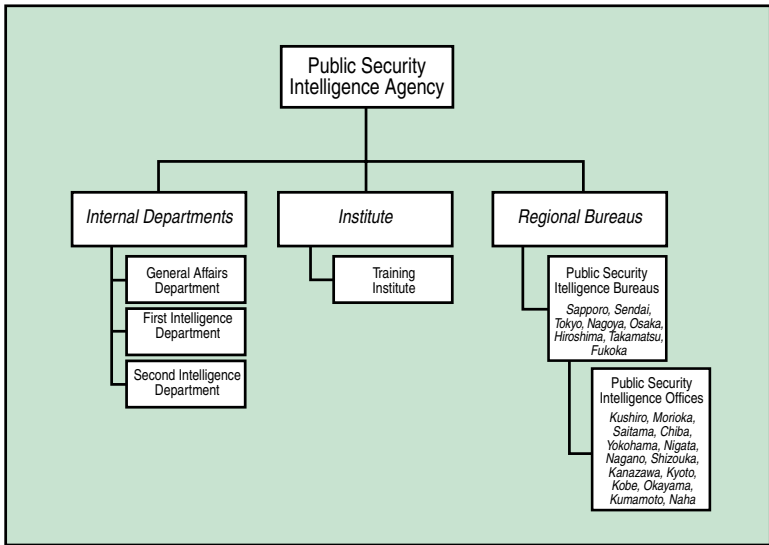 Public Security
Intelligence Agency
Internal Departments
General Affairs
Department
First Intelligence
Department
Second Intelligence
Department
Institute
Training
Institute
Regional Bureaus
Public Security
Itelligence Bureaus
Sapporo, Sendai,
Tokyo, Nagoya, Osaka,
Hiroshima, Takamatsu,
Fukoka
Public Security
Intelligence Offices
Kushiro, Morioka,
Saitama, Chiba,
Yokohama, Nigata,
Nagano, Shizouka,
Kanazawa, Kyoto,
Kobe, Okayama,
Kumamoto, Naha